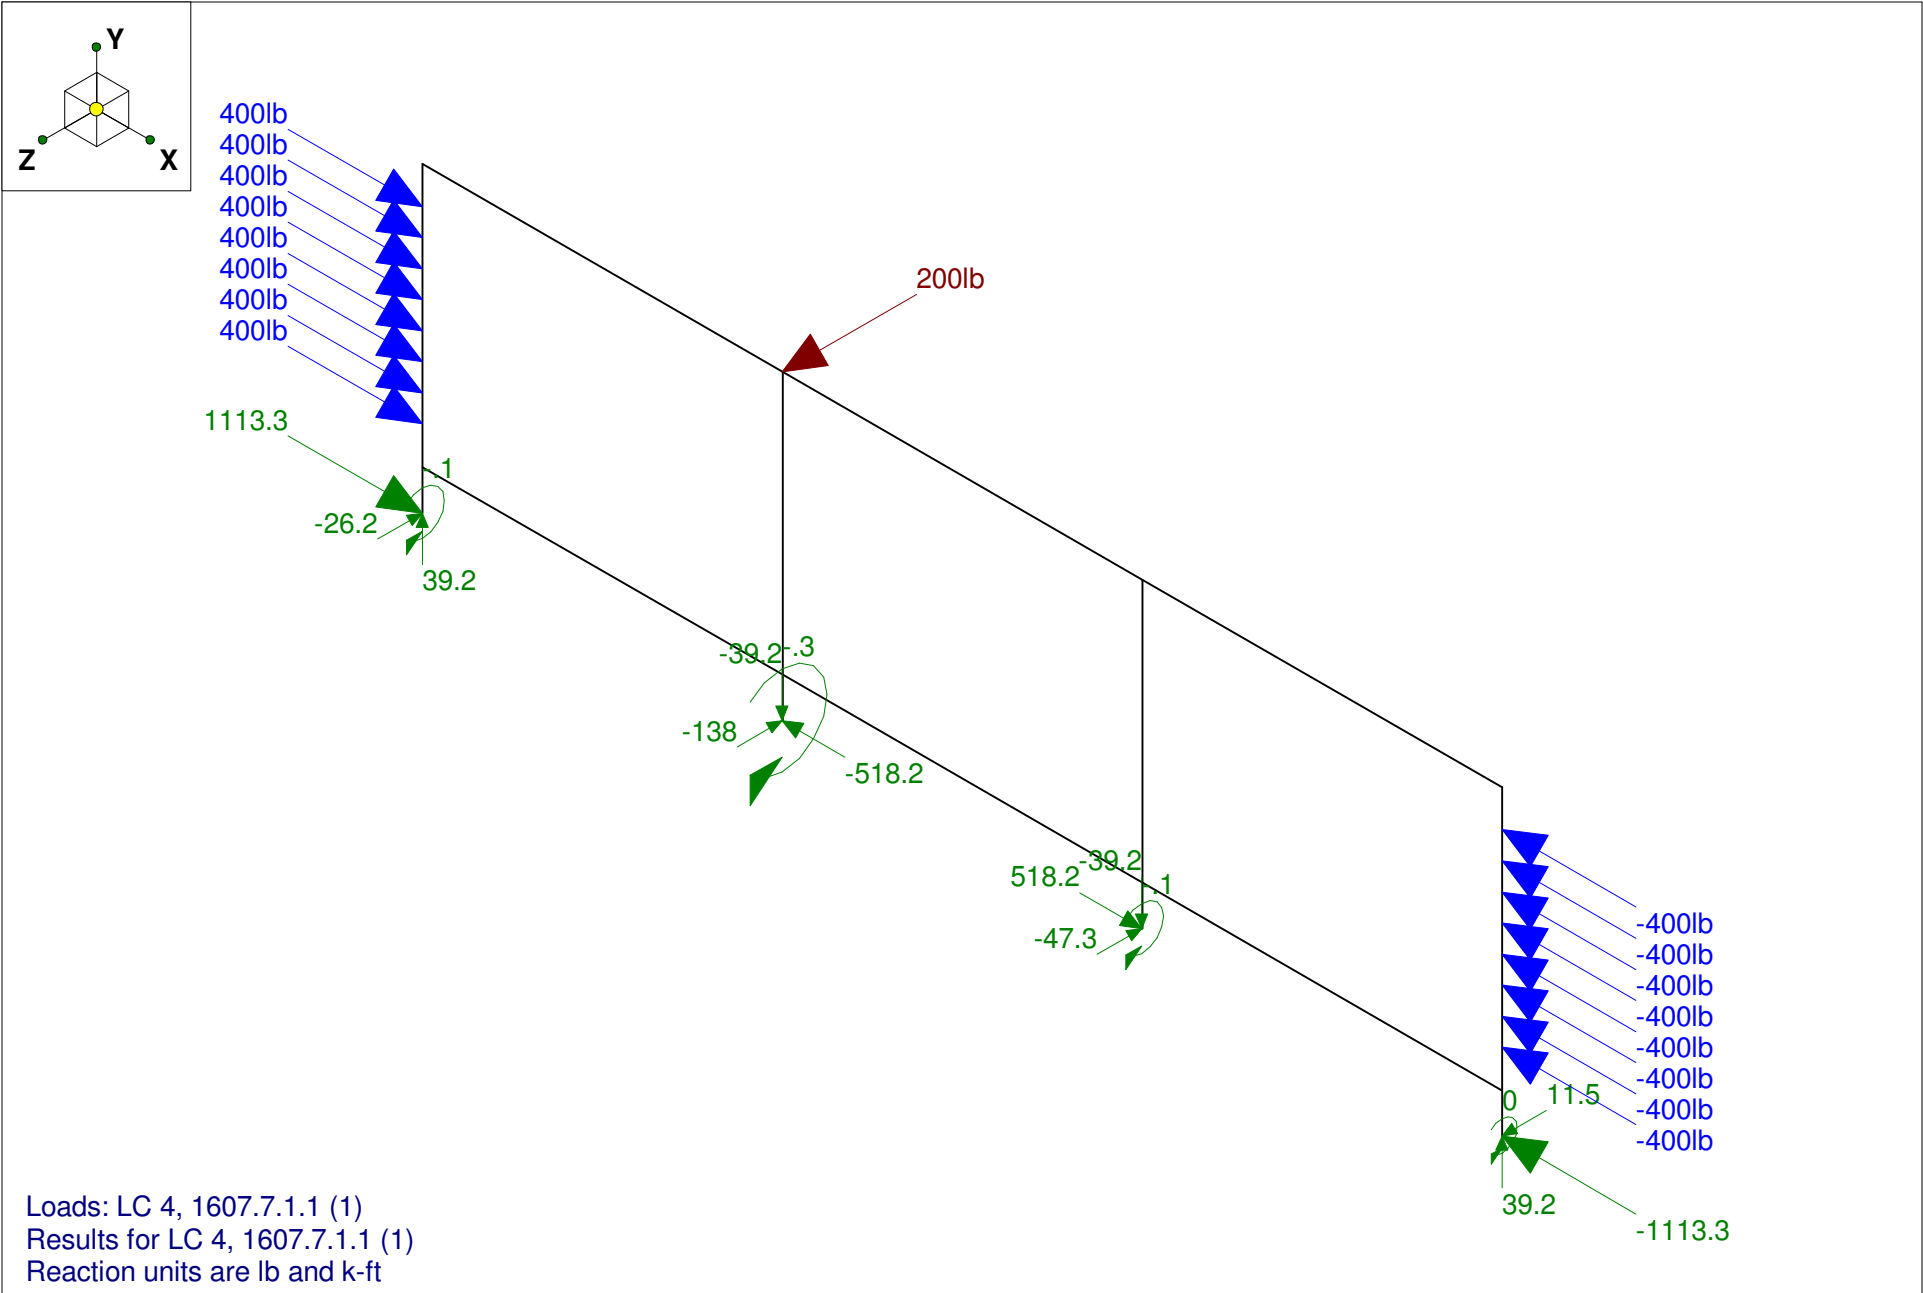 Y
Z
X
400lb
400lb
400lb
400lb
400lb
400lb
400lb
400lb
200lb
1113.3
-.1
-26.2
39.2
-39.2
-.3
-138
-518.2
-39.2
518.2
-.1
-47.3
-400lb
-400lb
-400lb
-400lb
-400lb
-400lb
-400lb
-400lb
0
11.5
39.2
-1113.3
Loads: LC 4, 1607.7.1.1 (1)
Results for LC 4, 1607.7.1.1 (1)
Reaction units are lb and k-ft